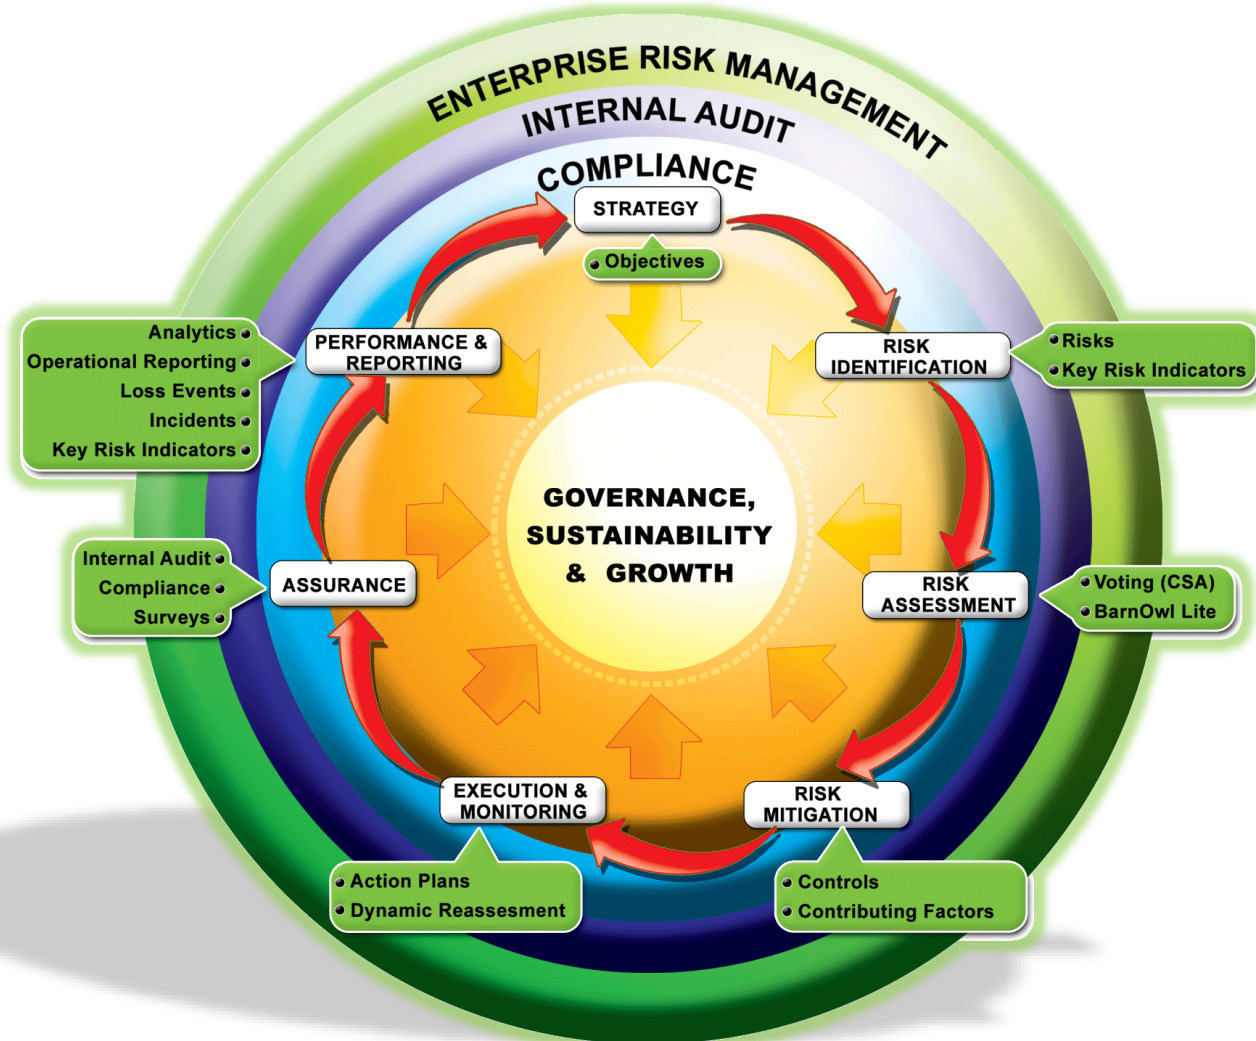 ENTERPRISE RISK MANAGEMENT
INTERNAL AUDIT
COMPLIANCE
STRATEGY
Objectives
RISK
IDENTIFICATION
Risks
Key Risk Indicators
RISK
ASSESSMENT
Voting (CSA)
BarnOwl Lite
RISK
MITIGATION
Controls
Contributing Factors
EXECUTION &
MONITORING
Action Plans
Dynamic Reassesment
ASSURANCE
Internal Audit
Compliance
Surveys
PERFORMANCE &
REPORTING
Analytics
Operational Reporting
Loss Events
Incidents
Key Risk Indicators
GOVERNANCE,
SUSTAINABILITY
& GROWTH